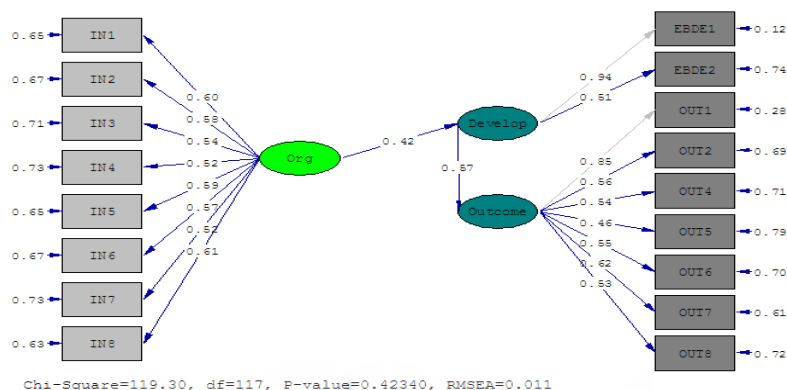 0.65 IN1
0.67 IN2
0.71 IN3
0.73 IN4
0.65 IN5
0.67 IN6
0.73 IN7
0.63 IN8
0.60
0.58
0.54
0.52
0.59
0.57
0.52
0.61
Org
0.42
Develop
0.57
Outcome
0.94
0.51
0.85
0.56
0.54
0.46
0.55
0.62
0.53
EBDE1 0.12
EBDE2 0.74
OUT1 0.28
OUT2 0.69
OUT4 0.71
OUT5 0.79
OUT6 0.70
OUT7 0.61
OUT8 0.72
Chi-Square=119.30, df=117, P-value=0.42340, RMSEA=0.011